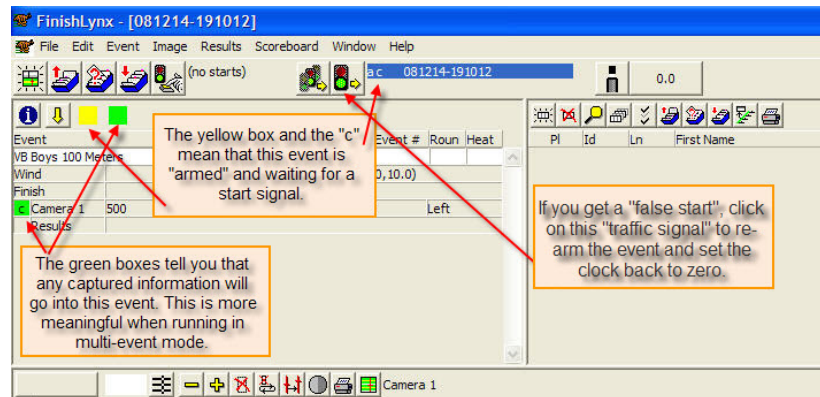 FinishLynx - [081214-191012]
File Edit Event Image Results Scoreboard Window Help
(no starts)
a c 081214-191012
0.0
Event Event # Roun Heat
Pl Id Ln First Name
VB Boys 100 Meters
Wind 0,10.0)
Finish
c Camera 1 500 Left
Results
The yellow box and the "c"
mean that this event is
"armed" and waiting for a
start signal.
If you get a "false start", click
on this "traffic signal" to re-
arm the event and set the
clock back to zero.
The green boxes tell you that
any captured information will
go into this event. This is more
meaningful when running in
multi-event mode.
Camera 1